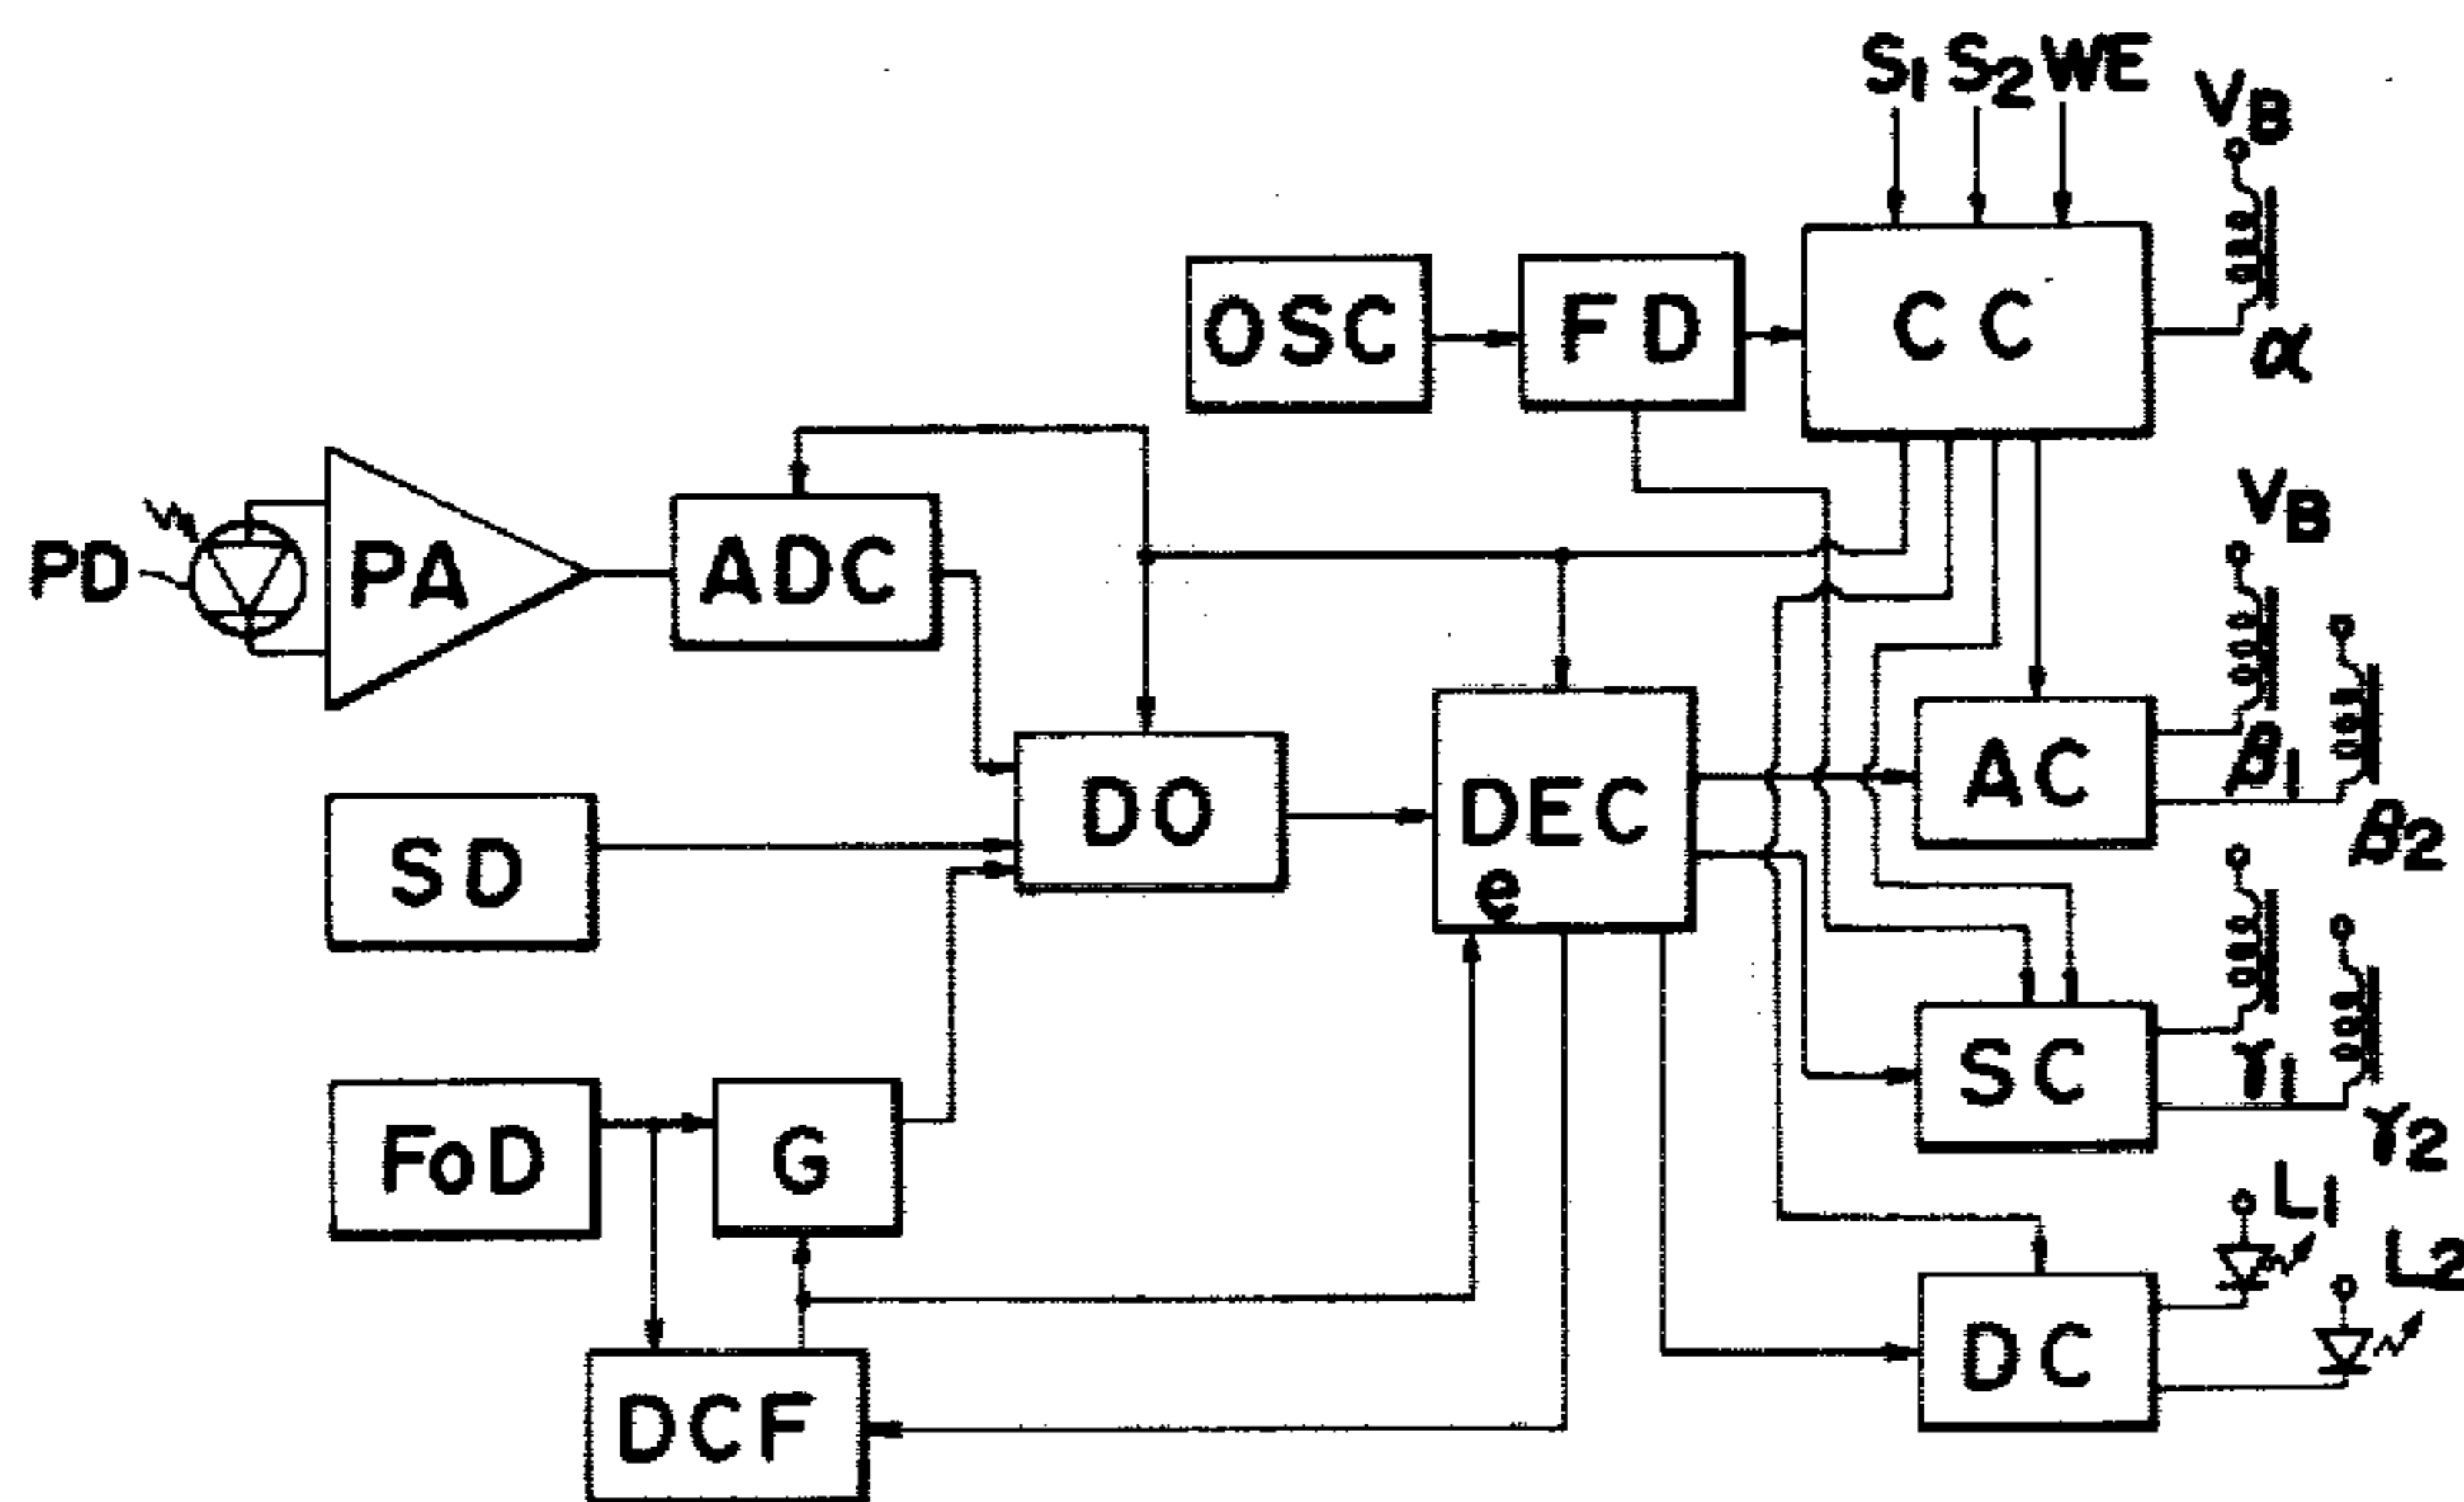 S1 S2 WE
VB
OSC
FD
CC
α
PD
PA
ADC
VB
DO
DEC
e
AC
β1
β2
SD
SC
γ1
γ2
FoD
G
L1
L2
DC
DCF